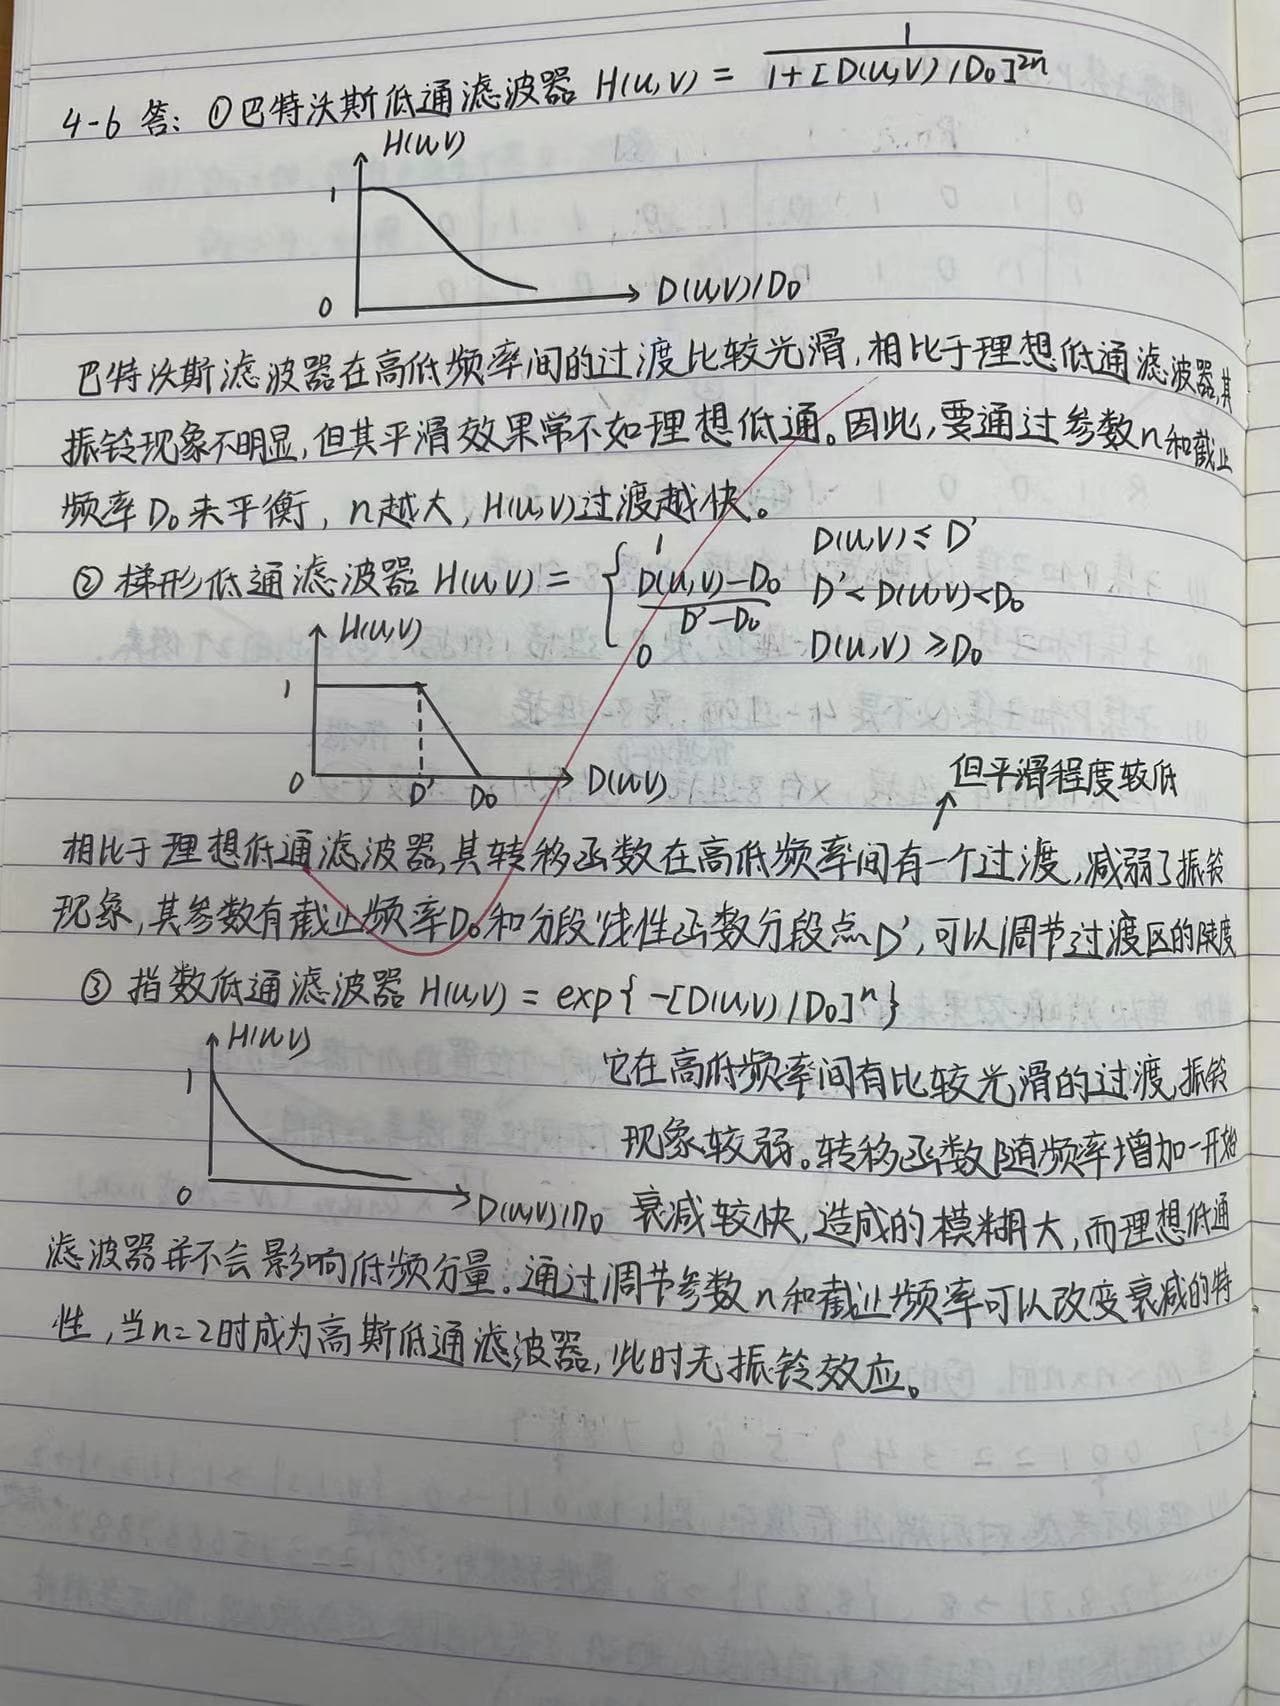 4-6 答: ①巴特沃斯低通滤波器 H(u,v) = 1 / 1+[D(u,v)/D₀]²ⁿ
H(u,v)
1
0
D(u,v)/D₀
巴特沃斯滤波器在高低频率间的过渡比较光滑,相比于理想低通滤波器,其
振铃现象不明显,但其平滑效果常不如理想低通。因此,要通过参数n和截止
频率D₀来平衡,n越大,H(u,v)过渡越快。
②梯形低通滤波器 H(u,v) = { 1 D(u,v) ≤ D'
D(u,v)-D₀ / D'-D₀ D' < D(u,v) < D₀
0 D(u,v) ≥ D₀
H(u,v)
1
0 D' D₀ D(u,v)
但平滑程度较低
相比于理想低通滤波器,其转移函数在高低频率间有一个过渡,减弱了振铃
现象,其参数有截止频率D₀和分段线性函数分段点D',可以调节过渡区的陡度
③指数低通滤波器 H(u,v) = exp{-[D(u,v)/D₀]ⁿ}
H(u,v)
1
0
D(u,v)/D₀
它在高低频率间有比较光滑的过渡,振铃
现象较弱。转移函数随频率增加一开始
衰减较快,造成的模糊大,而理想低通
滤波器并不会影响低频分量。通过调节参数n和截止频率可以改变衰减的特
性,当n=2时成为高斯低通滤波器,此时无振铃效应。